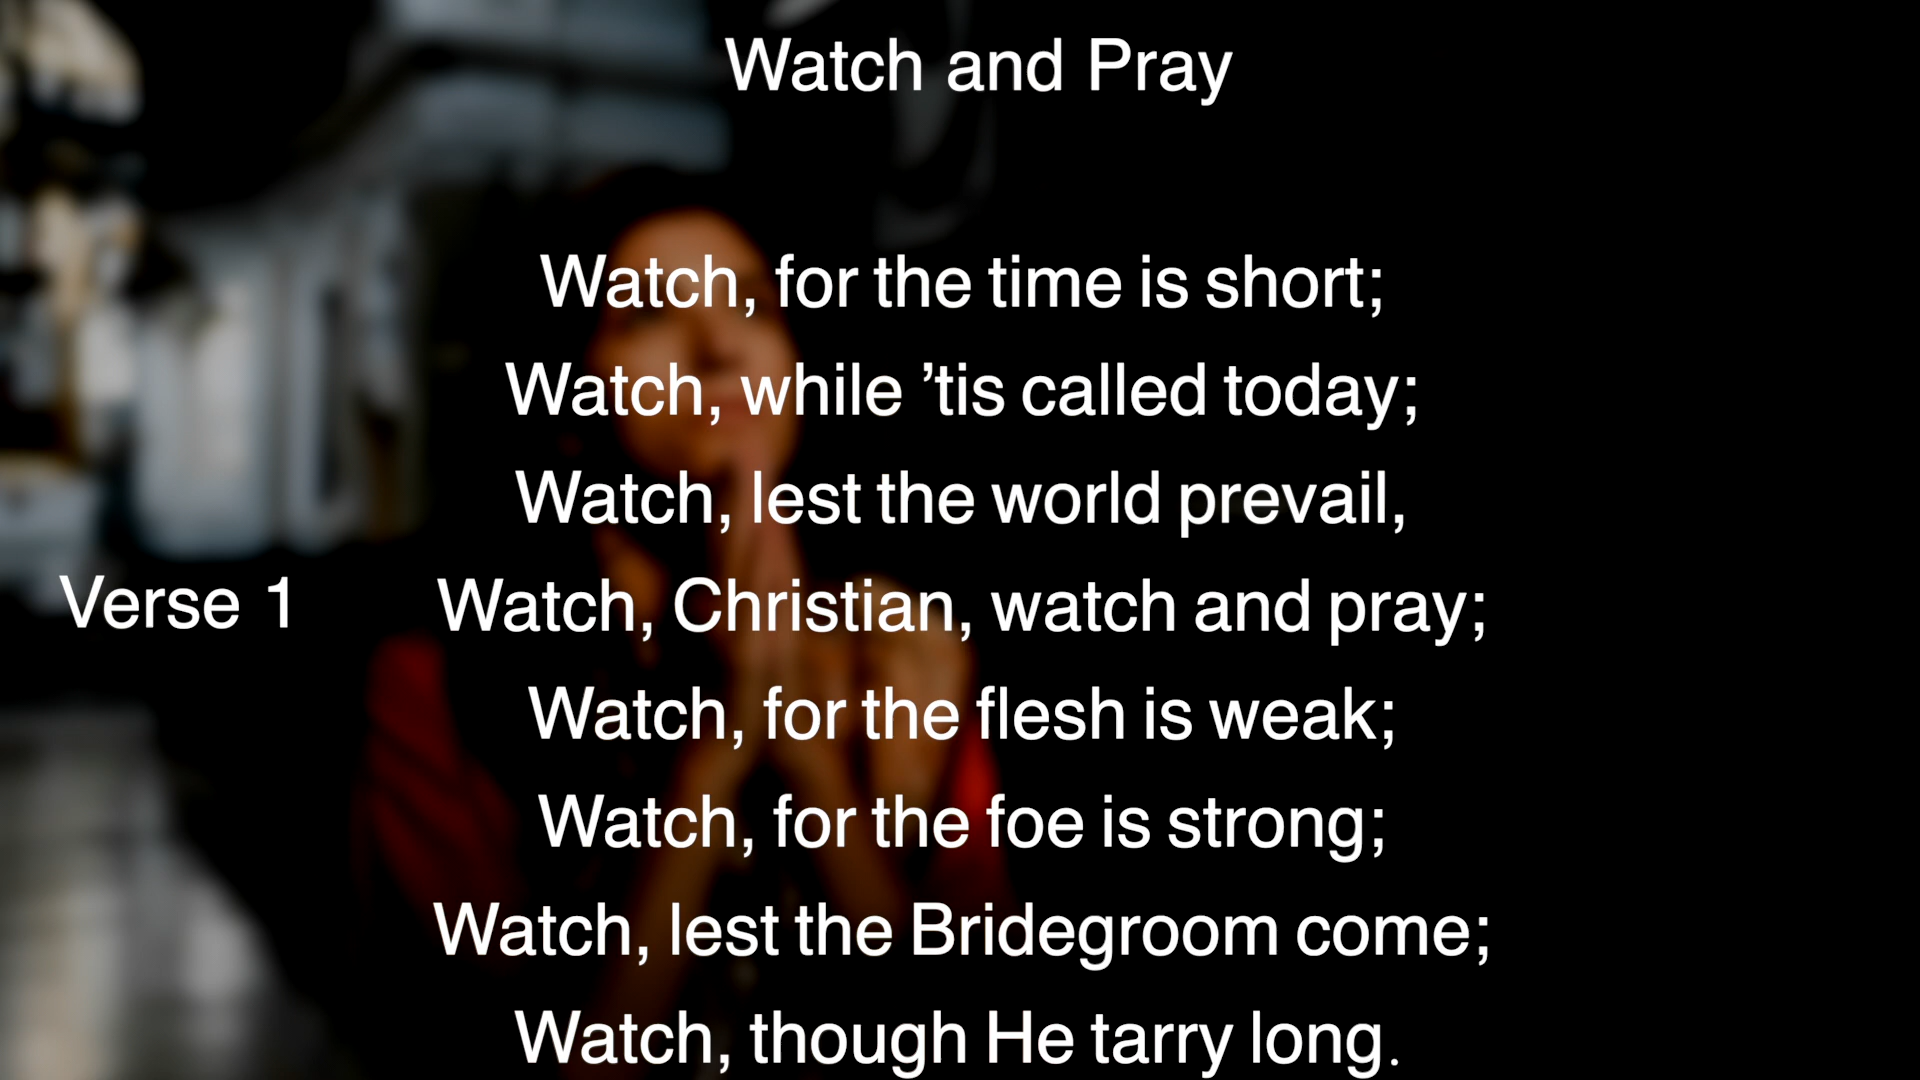 Watch and Pray
Watch, for the time is short;
Watch, while ’tis called today;
Watch, lest the world prevail,
Verse 1
Watch, Christian, watch and pray;
Watch, for the flesh is weak;
Watch, for the foe is strong;
Watch, lest the Bridegroom come;
Watch, though He tarry long.